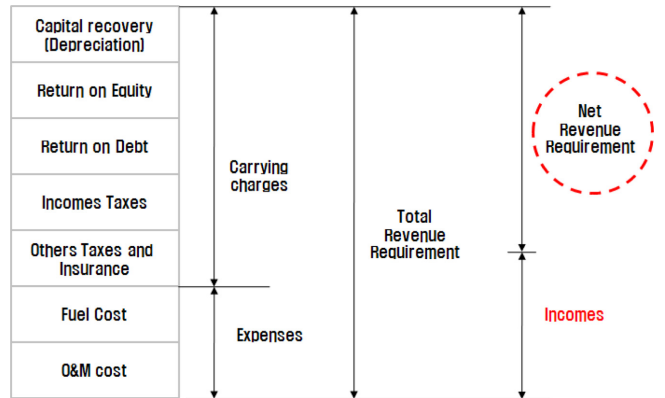 Capital recovery
(Depreciation)
Return on Equity
Return on Debt
Incomes Taxes
Others Taxes and
Insurance
Fuel Cost
O&M cost
Carrying
charges
Expenses
Total
Revenue
Requirement
Net
Revenue
Requirement
Incomes